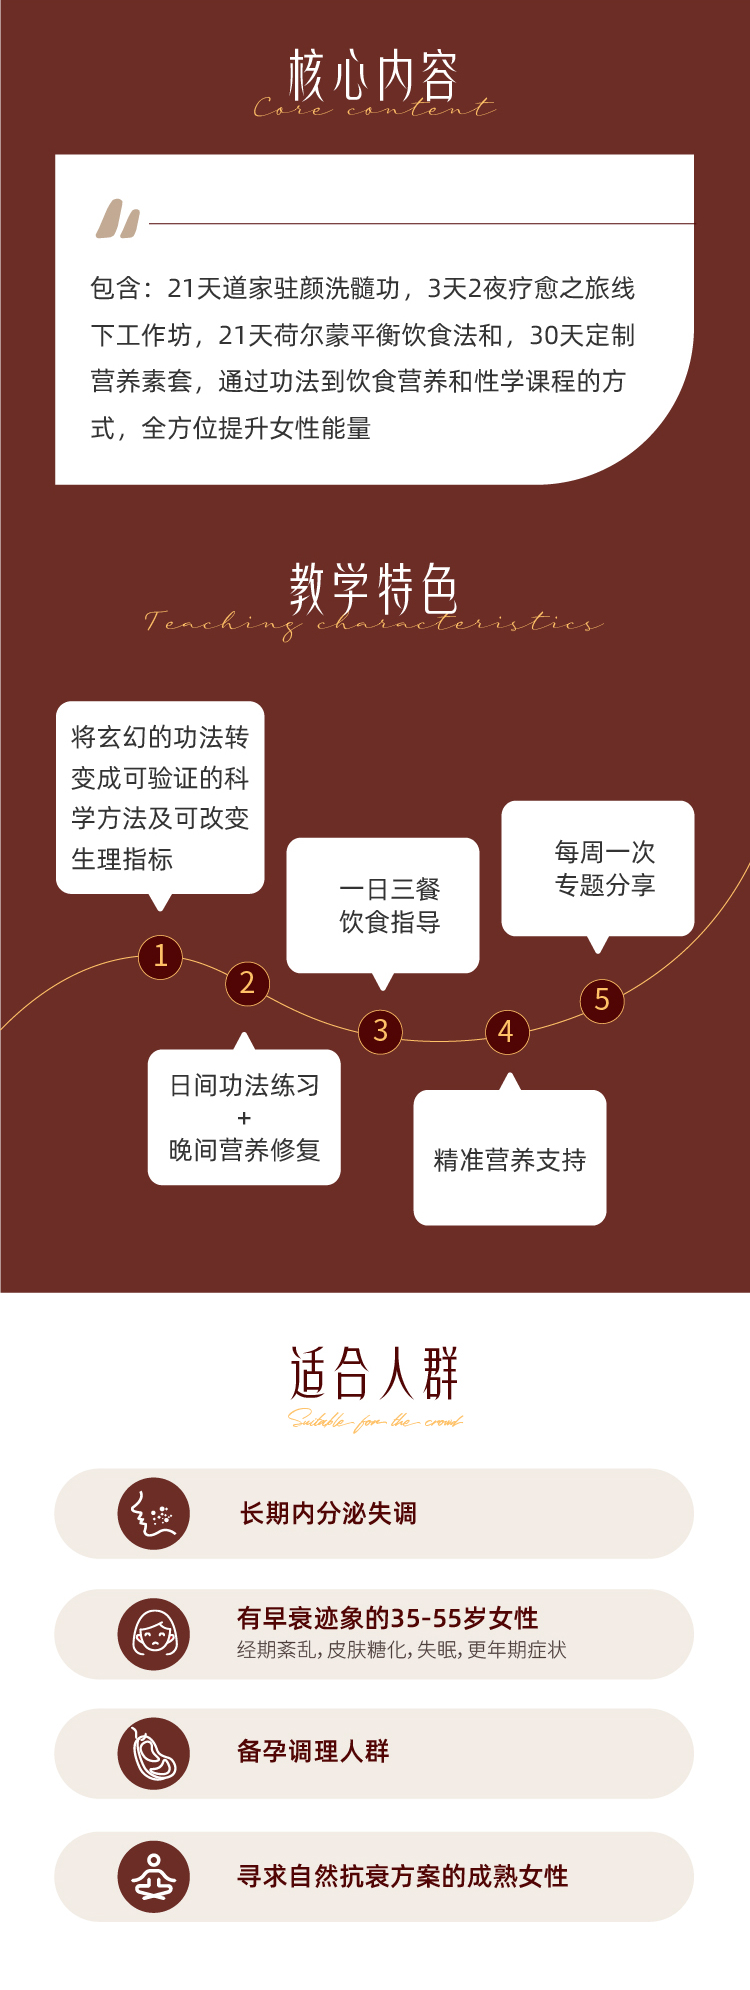 核心内容
Core content
包含：21天道家驻颜洗髓功，3天2夜疗愈之旅线
下工作坊，21天荷尔蒙平衡饮食法和，30天定制
营养素套，通过功法到饮食营养和性学课程的方
式，全方位提升女性能量
教学特色
Teaching characteristics
将玄幻的功法转
变成可验证的科
学方法及可改变
生理指标
1
日间功法练习
+
晚间营养修复
2
一日三餐
饮食指导
3
精准营养支持
4
每周一次
专题分享
5
适合人群
Suitable for the crowd
长期内分泌失调
有早衰迹象的35-55岁女性
经期紊乱，皮肤糖化，失眠，更年期症状
备孕调理人群
寻求自然抗衰方案的成熟女性